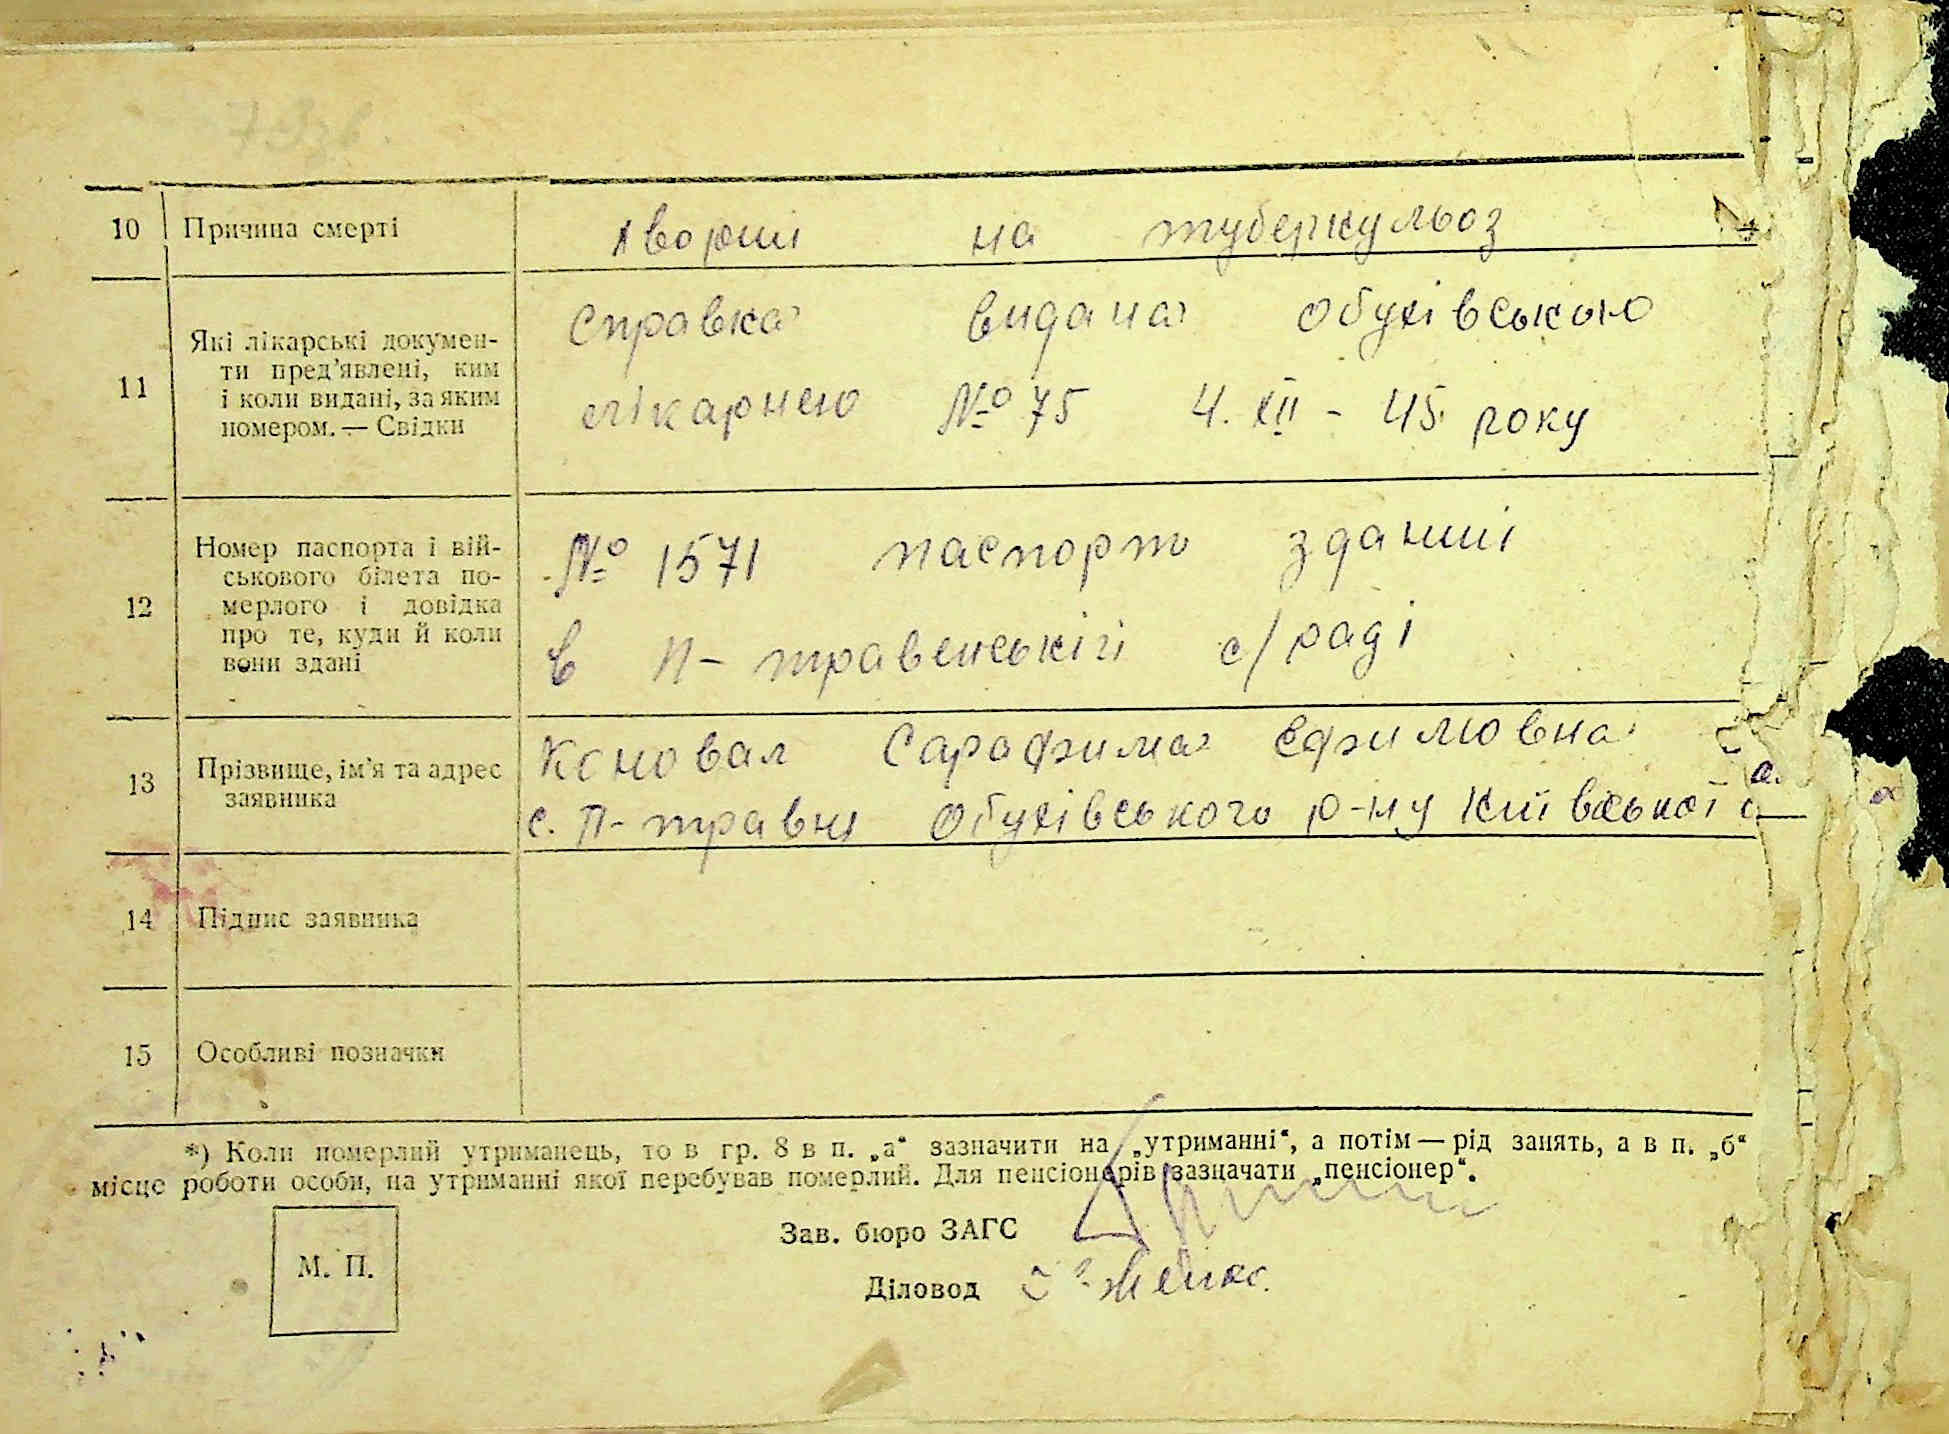 10 Причина смерті хворий на туберкульоз
11 Які лікарські докумен-
ти пред'явлені, ким
і коли видані, за яким
номером. — Свідки
справка видана Обухівською
лікарнею № 75 4. XII - 45 року
12 Номер паспорта і вій-
ськового білета по-
мерлого і довідка
про те, куди й коли
вони здані
№ 1571 паспорт зданий
в П-травенській с/раді
13 Прізвище, ім'я та адрес
заявника
Коновал Сарафима Єфимовна
с. П-травня Обухівського р-ну Київської
14 Підпис заявника
15 Особливі позначки
*) Коли померлий утриманець, то в гр. 8 в п. „а“ зазначити на „утриманні“, а потім — рід занять, а в п. „б“
місце роботи особи, на утриманні якої перебував померлий. Для пенсіонерів зазначати „пенсіонер“.
Зав. бюро ЗАГС
М. П.
Діловод